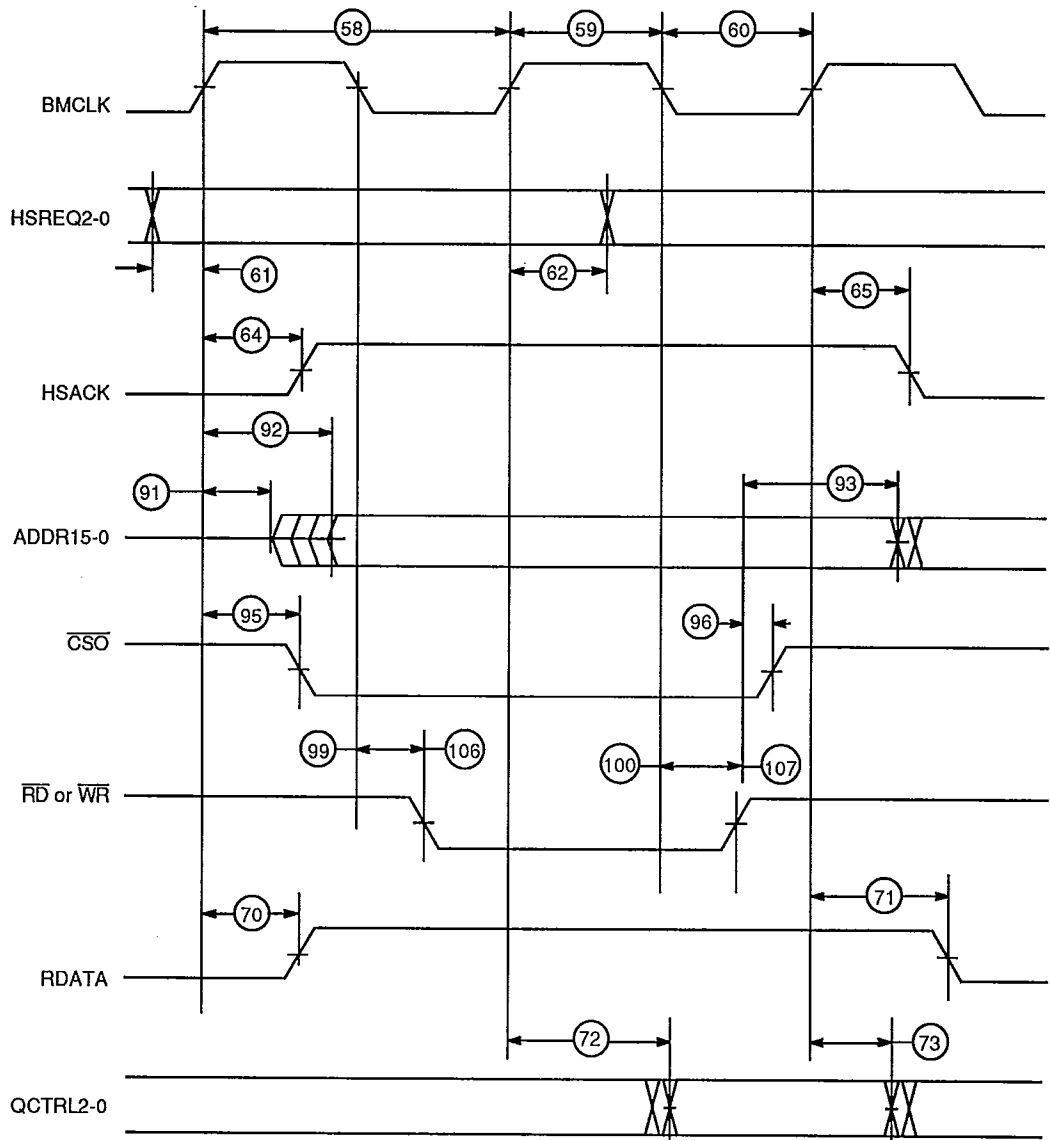 58 59 60
BMCLK
HSREQ2-0
61 62
65
64
HSACK
92
91 93
ADDR15-0
95 96
CSO
99 106 100 107
RD or WR
70 71
RDATA
72 73
QCTRL2-0